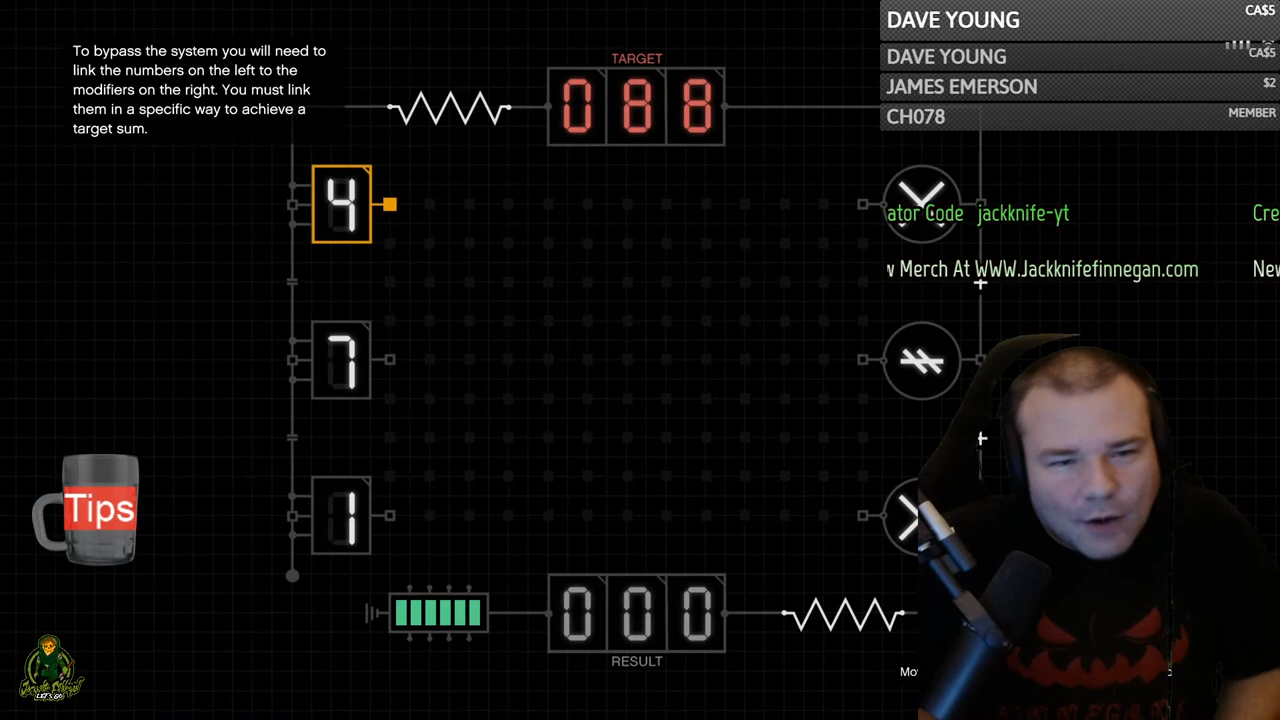 To bypass the system you will need to
link the numbers on the left to the
modifiers on the right. You must link
them in a specific way to achieve a
target sum.
TARGET
088
DAVE YOUNG CA$5
DAVE YOUNG CA$5
JAMES EMERSON $2
CH078 MEMBER
4
ator Code jackknife-yt Cre
w Merch At WWW.Jackknifefinnegan.com New
7
1
Tips
000
RESULT
LET'S GO
Mo